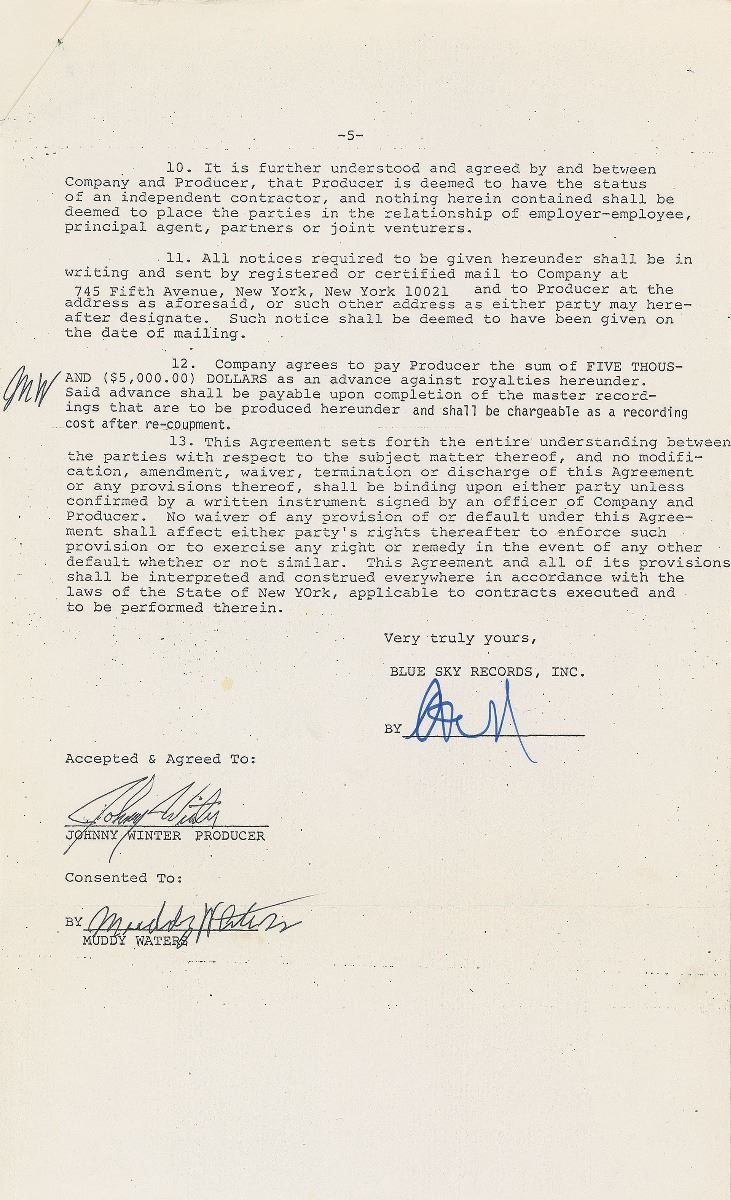 -5-
10. It is further understood and agreed by and between
Company and Producer, that Producer is deemed to have the status
of an independent contractor, and nothing herein contained shall be
deemed to place the parties in the relationship of employer-employee,
principal agent, partners or joint venturers.
11. All notices required to be given hereunder shall be in
writing and sent by registered or certified mail to Company at
745 Fifth Avenue, New York, New York 10021 and to Producer at the
address as aforesaid, or such other address as either party may here-
after designate. Such notice shall be deemed to have been given on
the date of mailing.
12. Company agrees to pay Producer the sum of FIVE THOUS-
MW AND ($5,000.00) DOLLARS as an advance against royalties hereunder.
Said advance shall be payable upon completion of the master record-
ings that are to be produced hereunder and shall be chargeable as a recording
cost after re-coupment.
13. This Agreement sets forth the entire understanding between
the parties with respect to the subject matter thereof, and no modifi-
cation, amendment, waiver, termination or discharge of this Agreement
or any provisions thereof, shall be binding upon either party unless
confirmed by a written instrument signed by an officer of Company and
Producer. No waiver of any provision of or default under this Agree-
ment shall affect either party's rights thereafter to enforce such
provision or to exercise any right or remedy in the event of any other
default whether or not similar. This Agreement and all of its provisions
shall be interpreted and construed everywhere in accordance with the
laws of the State of New YOrk, applicable to contracts executed and
to be performed therein.
Very truly yours,
BLUE SKY RECORDS, INC.
BY
Accepted & Agreed To:
Johnny Winter
JOHNNY WINTER PRODUCER
Consented To:
BY Muddy Waters
MUDDY WATERS